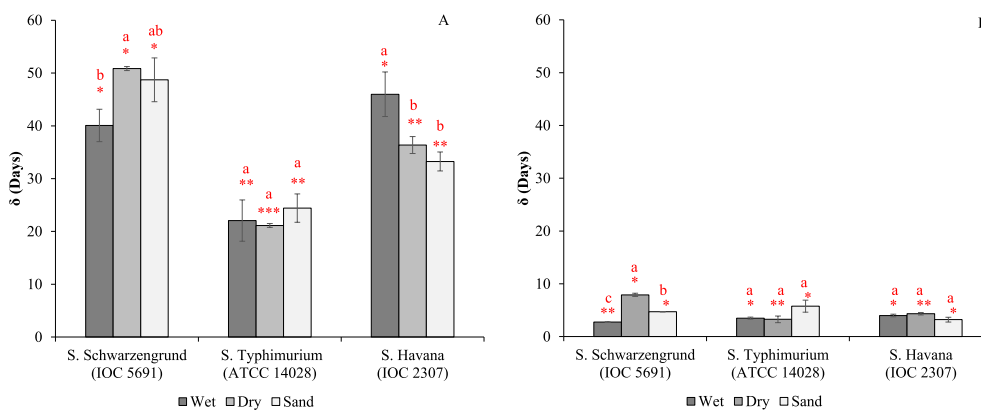 A
60
50
40
30
20
10
0
δ (Days)
b
*
a
*
ab
*
a
**
a
***
a
**
a
*
b
**
b
**
S. Schwarzengrund
(IOC 5691)
S. Typhimurium
(ATCC 14028)
S. Havana
(IOC 2307)
Wet Dry Sand
60
50
40
30
20
10
0
δ (Days)
c
**
a
*
b
*
a
*
a
**
a
*
a
*
a
**
a
*
S. Schwarzengrund
(IOC 5691)
S. Typhimurium
(ATCC 14028)
S. Havana
(IOC 2307)
Wet Dry Sand